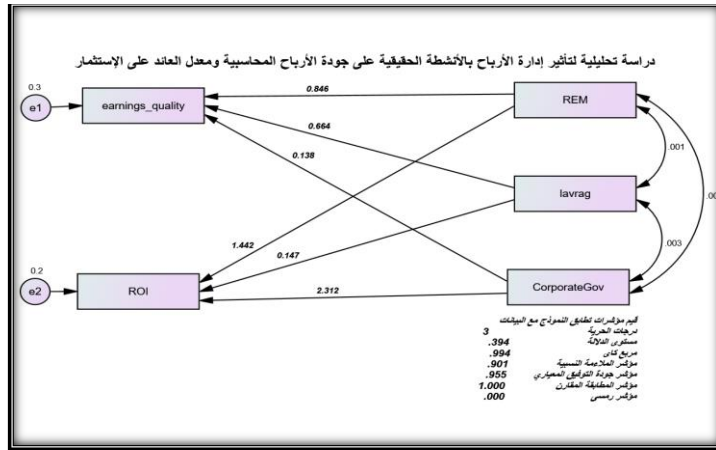 دراسة تحليلية لتأثير إدارة الأرباح بالأنشطة الحقيقية على جودة الأرباح المحاسبية ومعدل العائد على الإستثمار
0.3
e1
earnings_quality
0.846
REM
0.664
.001
0.138
lavrag
1.442
0.147
.003
0.2
e2
ROI
2.312
CorporateGov
قيم مؤشرات تطابق النموذج مع البيانات
درجات الحرية 3
مستوى الدلالة .394
مربع كاى .994
مؤشر الملاءمة النسبية .901
مؤشر جودة التوفيق المعياري .955
مؤشر المطابقة المقارن 1.000
مؤشر رمسى .000